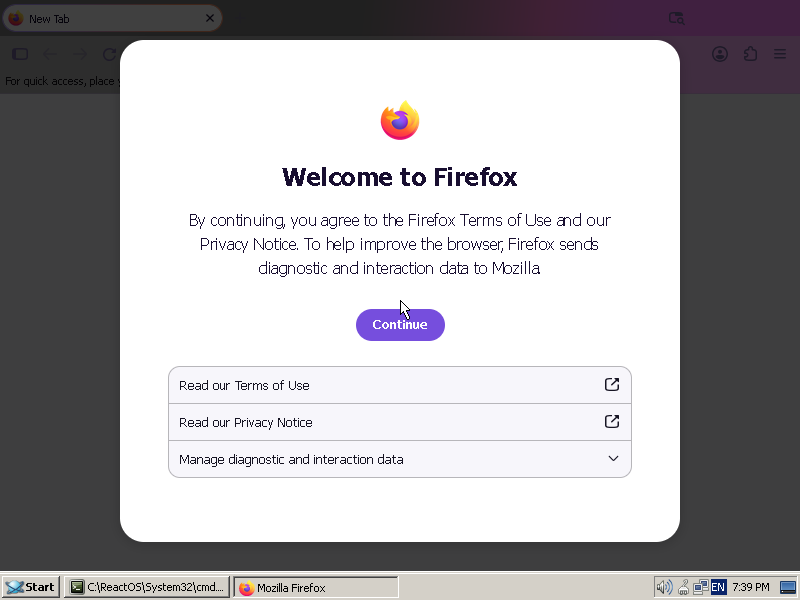 New Tab
For quick access, place
Welcome to Firefox
By continuing, you agree to the Firefox Terms of Use and our
Privacy Notice. To help improve the browser, Firefox sends
diagnostic and interaction data to Mozilla.
Continue
Read our Terms of Use
Read our Privacy Notice
Manage diagnostic and interaction data
Start
C:\ReactOS\System32\cmd....
Mozilla Firefox
EN
7:39 PM